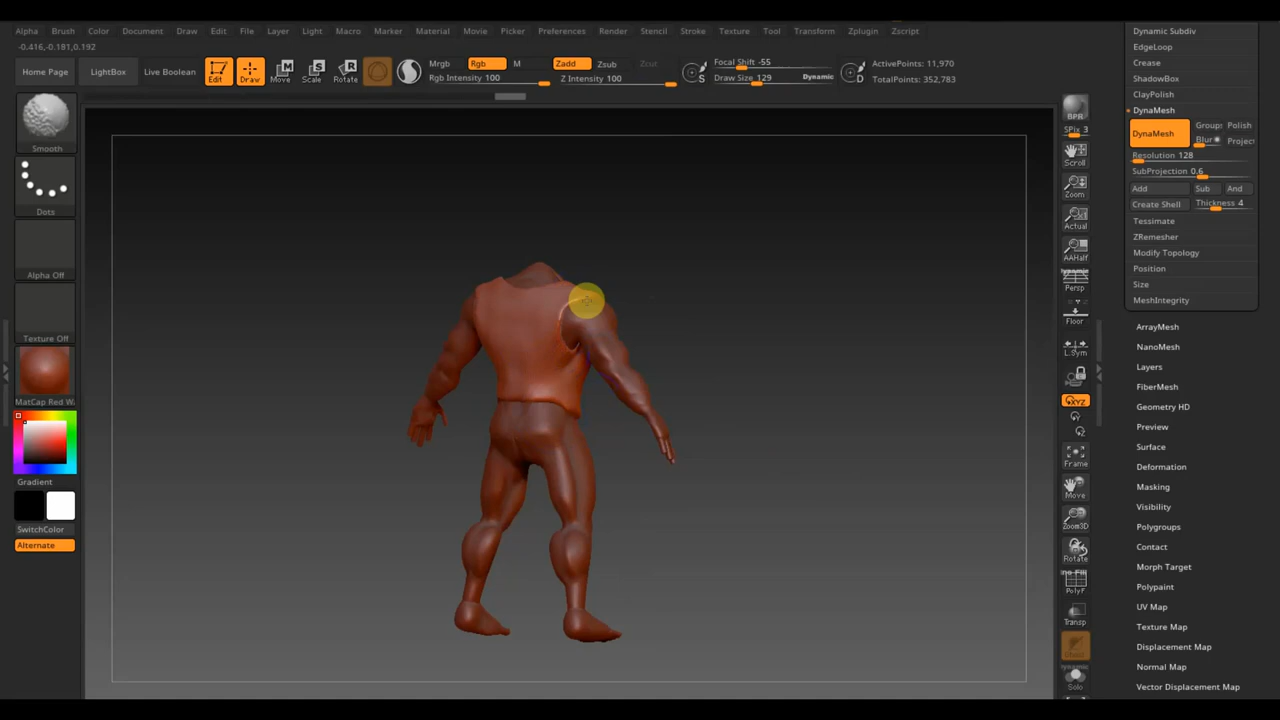 Alpha Brush Color Document Draw Edit File Layer Light Macro Marker Material Movie Picker Preferences Render Stencil Stroke Texture Tool Transform Zplugin Zscript
-0.416,-0.181,0.192
Home Page LightBox Live Boolean Edit Draw Move Scale Rotate
Mrgb Rgb M Zadd Zsub Zcut
Rgb Intensity 100 Z Intensity 100
S Focal Shift -55
Draw Size 129 Dynamic
D ActivePoints: 11,970
TotalPoints: 352,783
Smooth
Dots
Alpha Off
Texture Off
MatCap Red Wa
Gradient
SwitchColor
Alternate
BPR
SPix 3
Scroll
Zoom
Actual
AAHalf
Dynamic
Persp
Floor
L.Sym
XYZ
Frame
Move
Zoom3D
Rotate
PolyF
Transp
Dynamic
Solo
Dynamic Subdiv
EdgeLoop
Crease
ShadowBox
ClayPolish
DynaMesh
DynaMesh Groups Polish
Blur Project
Resolution 128
SubProjection 0.6
Add Sub And
Create Shell Thickness 4
Tessimate
ZRemesher
Modify Topology
Position
Size
MeshIntegrity
ArrayMesh
NanoMesh
Layers
FiberMesh
Geometry HD
Preview
Surface
Deformation
Masking
Visibility
Polygroups
Contact
Morph Target
Polypaint
UV Map
Texture Map
Displacement Map
Normal Map
Vector Displacement Map